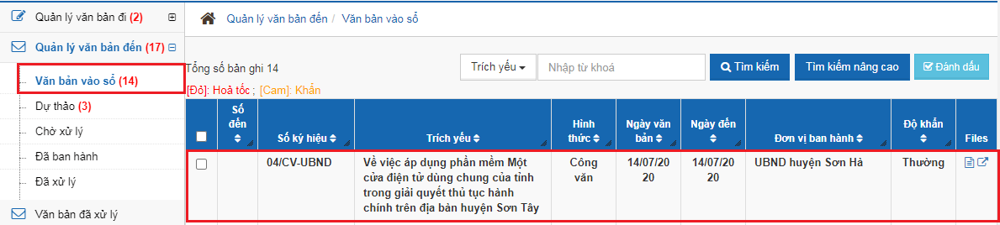 Quản lý văn bản đi (2)
Quản lý văn bản đến (17)
Văn bản vào sổ (14)
Dự thảo (3)
Chờ xử lý
Đã ban hành
Đã xử lý
Văn bản đã xử lý
Quản lý văn bản đến / Văn bản vào sổ
Tổng số bản ghi 14
Trích yếu
Nhập từ khoá
Tìm kiếm
Tìm kiếm nâng cao
Đánh dấu
[Đỏ]: Hoả tốc ; [Cam]: Khẩn
Số
đến
Số ký hiệu
Trích yếu
Hình
thức
Ngày văn
bản
Ngày đến
Đơn vị ban hành
Độ khẩn
Files
04/CV-UBND
Về việc áp dụng phần mềm Một
cửa điện tử dùng chung của tỉnh
trong giải quyết thủ tục hành
chính trên địa bàn huyện Sơn Tây
Công
văn
14/07/20
20
14/07/20
20
UBND huyện Sơn Hà
Thường